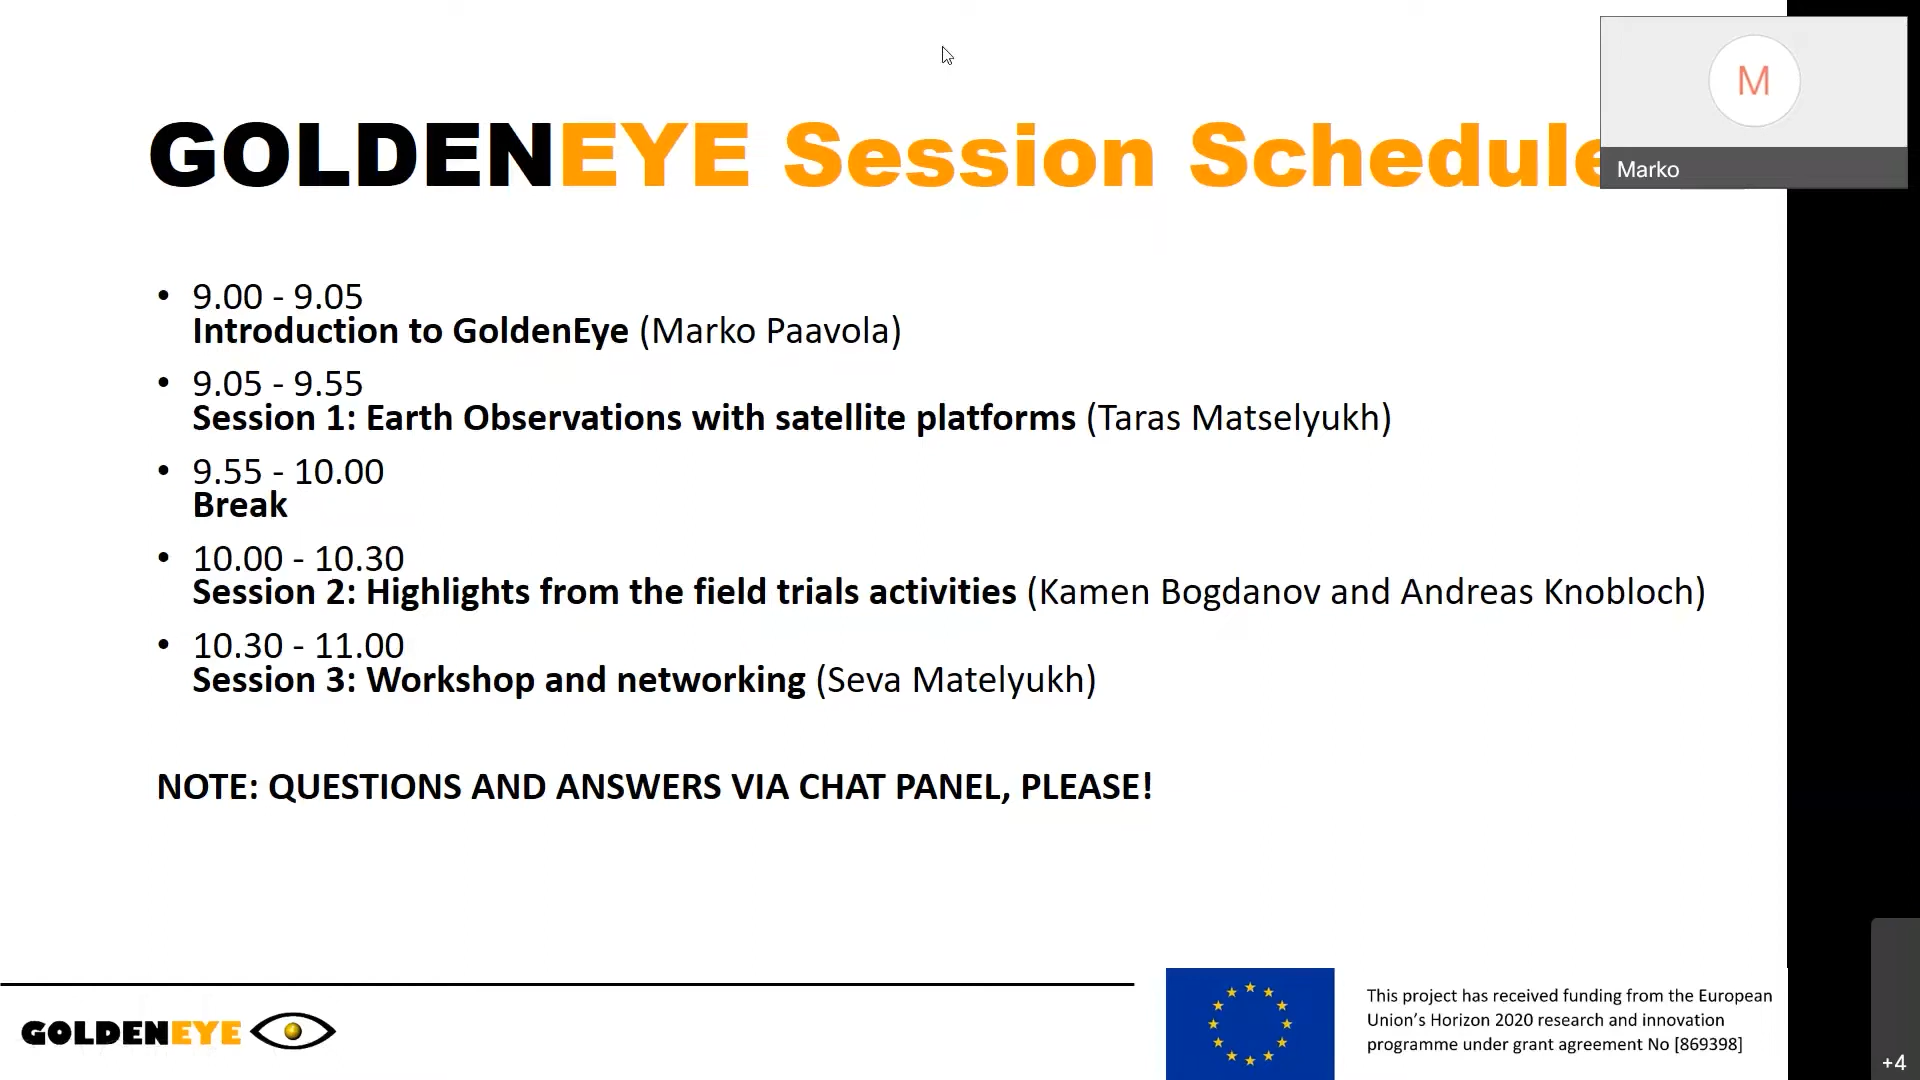 GOLDENEYE Session Schedule
M
Marko
• 9.00 - 9.05
Introduction to GoldenEye (Marko Paavola)
• 9.05 - 9.55
Session 1: Earth Observations with satellite platforms (Taras Matselyukh)
• 9.55 - 10.00
Break
• 10.00 - 10.30
Session 2: Highlights from the field trials activities (Kamen Bogdanov and Andreas Knobloch)
• 10.30 - 11.00
Session 3: Workshop and networking (Seva Matelyukh)
NOTE: QUESTIONS AND ANSWERS VIA CHAT PANEL, PLEASE!
GOLDENEYE
This project has received funding from the European
Union's Horizon 2020 research and innovation
programme under grant agreement No [869398]
+4